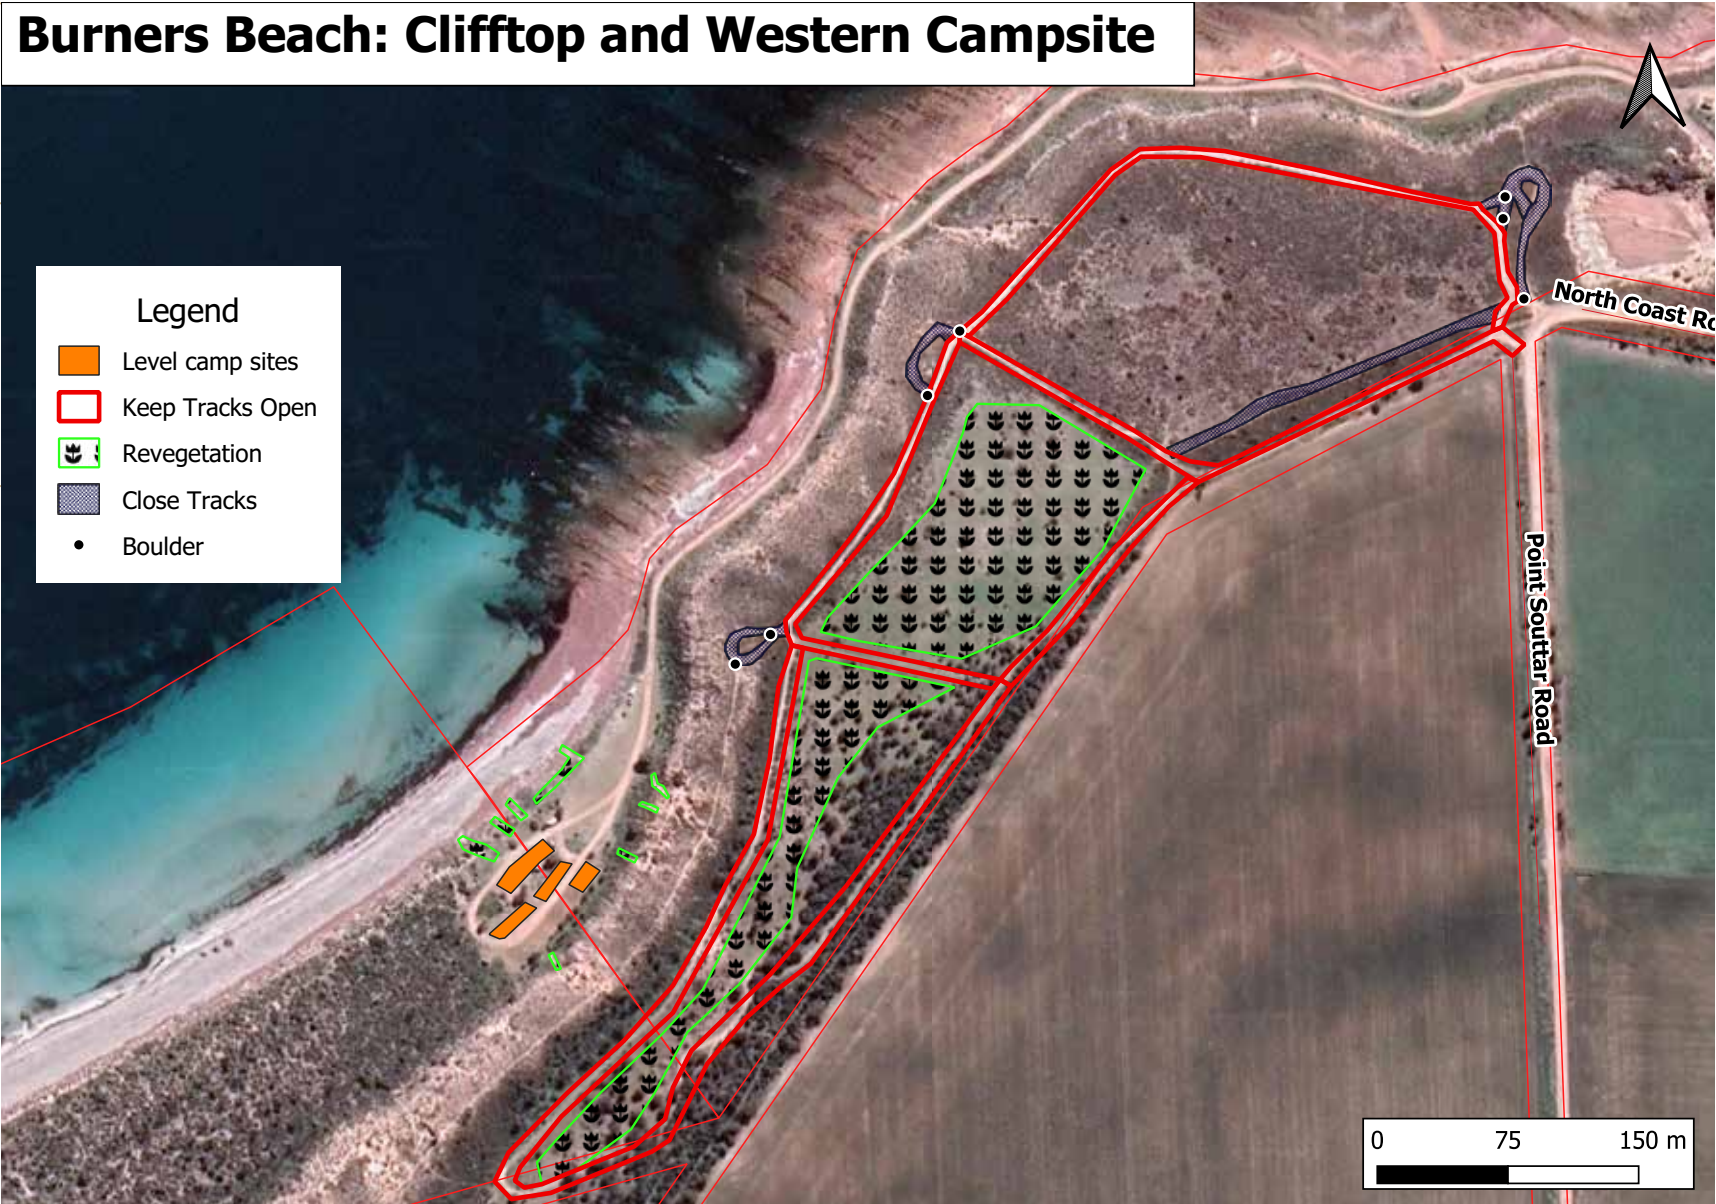 Burners Beach: Clifftop and Western Campsite
Legend
Level camp sites
Keep Tracks Open
Revegetation
Close Tracks
Boulder
North Coast Ro
Point Souttar Road
0 75 150 m